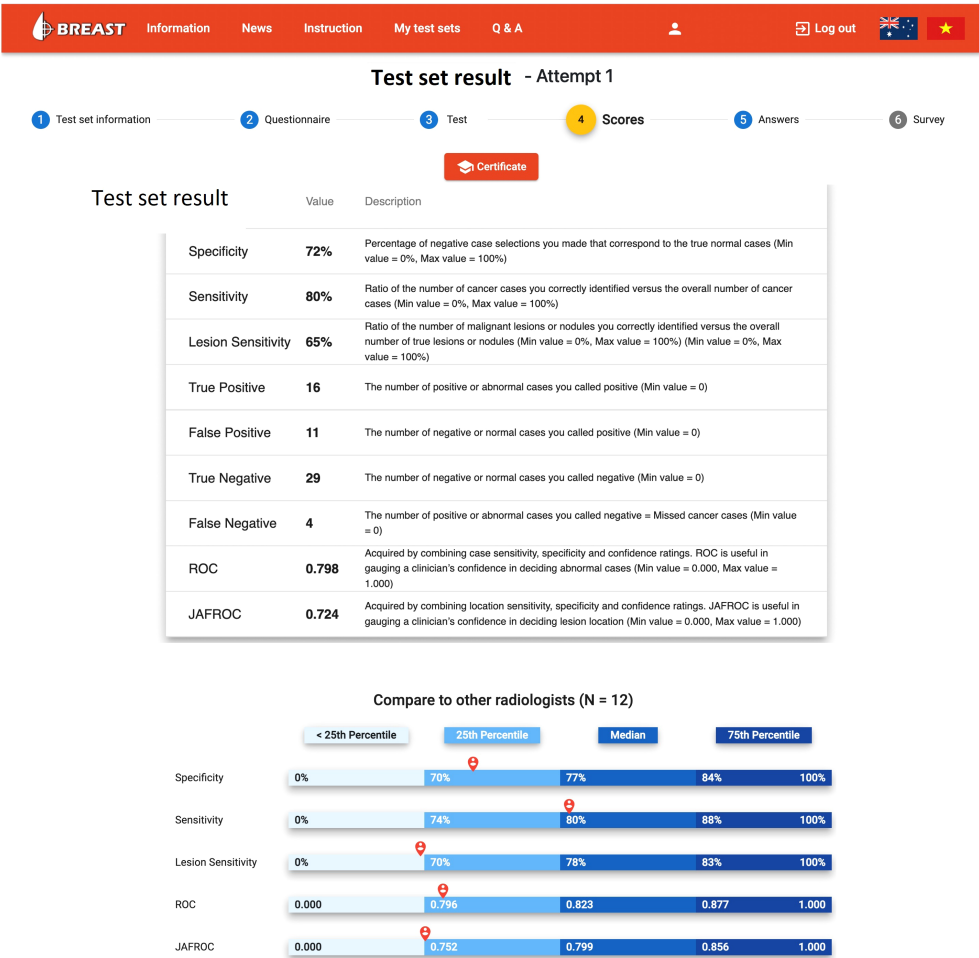 BREAST Information News Instruction My test sets Q & A Log out
Test set result - Attempt 1
1 Test set information 2 Questionnaire 3 Test 4 Scores 5 Answers 6 Survey
Certificate
Test set result Value Description
Specificity 72% Percentage of negative case selections you made that correspond to the true normal cases (Min
value = 0%, Max value = 100%)
Sensitivity 80% Ratio of the number of cancer cases you correctly identified versus the overall number of cancer
cases (Min value = 0%, Max value = 100%)
Ratio of the number of malignant lesions or nodules you correctly identified versus the overall
Lesion Sensitivity 65% number of true lesions or nodules (Min value = 0%, Max value = 100%) (Min value = 0%, Max
value = 100%)
True Positive 16 The number of positive or abnormal cases you called positive (Min value = 0)
False Positive 11 The number of negative or normal cases you called positive (Min value = 0)
True Negative 29 The number of negative or normal cases you called negative (Min value = 0)
False Negative 4 The number of positive or abnormal cases you called negative = Missed cancer cases (Min value
= 0)
Acquired by combining case sensitivity, specificity and confidence ratings. ROC is useful in
ROC 0.798 gauging a clinician's confidence in deciding abnormal cases (Min value = 0.000, Max value =
1.000)
JAFROC 0.724 Acquired by combining location sensitivity, specificity and confidence ratings. JAFROC is useful in
gauging a clinician's confidence in deciding lesion location (Min value = 0.000, Max value = 1.000)
Compare to other radiologists (N = 12)
< 25th Percentile 25th Percentile Median 75th Percentile
Specificity 0% 70% 77% 84% 100%
Sensitivity 0% 74% 80% 88% 100%
Lesion Sensitivity 0% 70% 78% 83% 100%
ROC 0.000 0.796 0.823 0.877 1.000
JAFROC 0.000 0.752 0.799 0.856 1.000